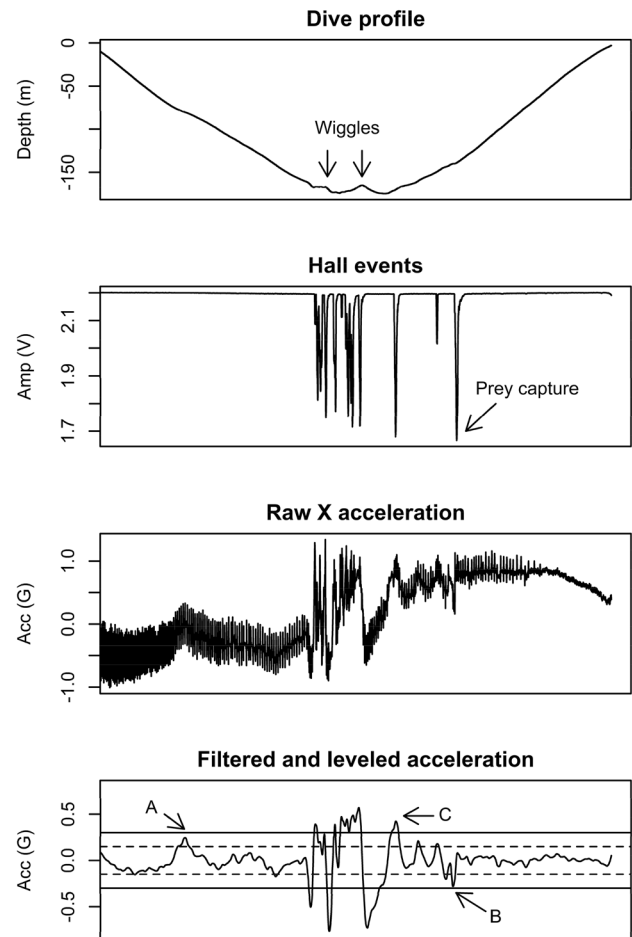 Dive profile
0
-50
-150
Depth (m)
Wiggles
Hall events
2.1
1.9
1.7
Amp (V)
Prey capture
Raw X acceleration
1.0
0.0
-1.0
Acc (G)
Filtered and leveled acceleration
0.5
0.0
-0.5
Acc (G)
A
C
B